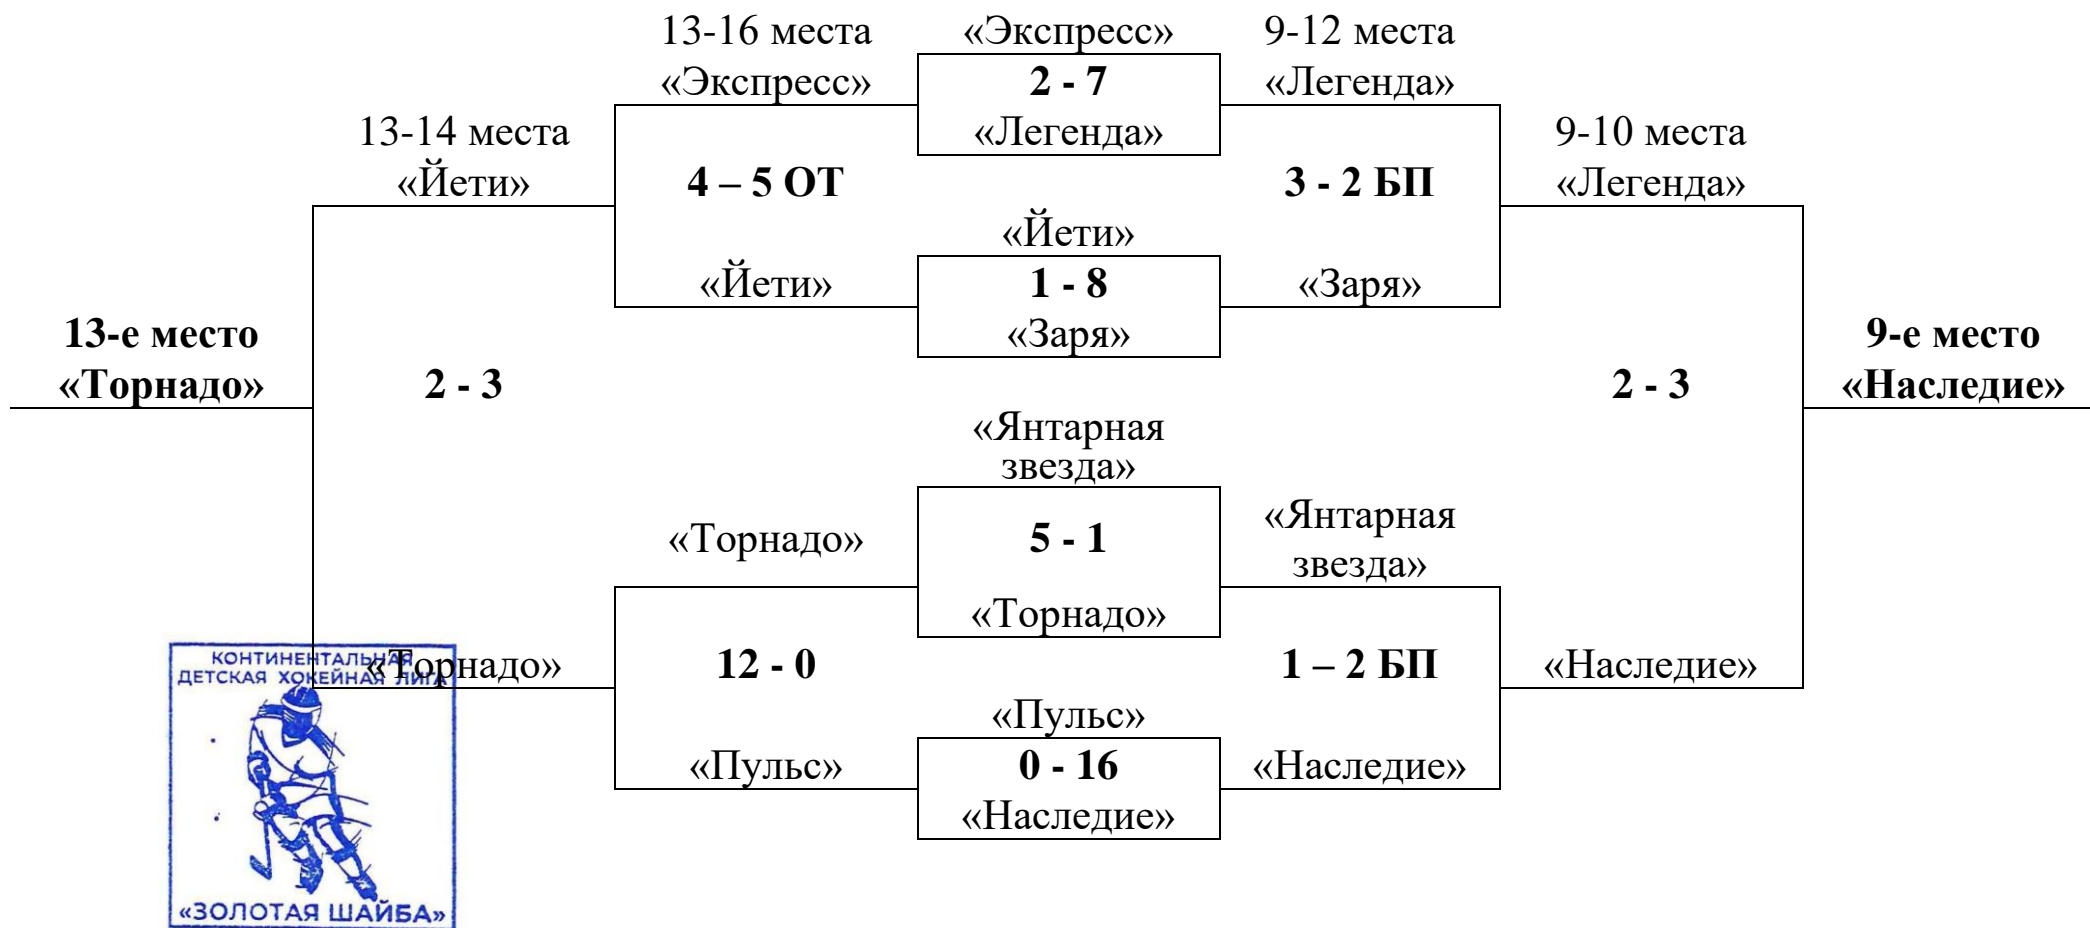 13-16 места
«Экспресс»
9-12 места
«Экспресс»
2 - 7
«Легенда»
13-14 места
«Легенда»
9-10 места
«Йети»
4 – 5 ОТ
3 - 2 БП
«Легенда»
«Йети»
«Йети»
1 - 8
«Заря»
13-е место
«Заря»
9-е место
«Торнадо»
2 - 3
2 - 3
«Наследие»
«Янтарная
звезда»
«Торнадо»
5 - 1
«Янтарная
звезда»
«Торнадо»
КОНТИНЕНТАЛЬНАЯ
ДЕТСКАЯ ХОКЕЙНАЯ ЛИГА
«Торнадо»
12 - 0
1 – 2 БП
«Наследие»
«Пульс»
«Пульс»
0 - 16
«Наследие»
«Наследие»
«ЗОЛОТАЯ ШАЙБА»